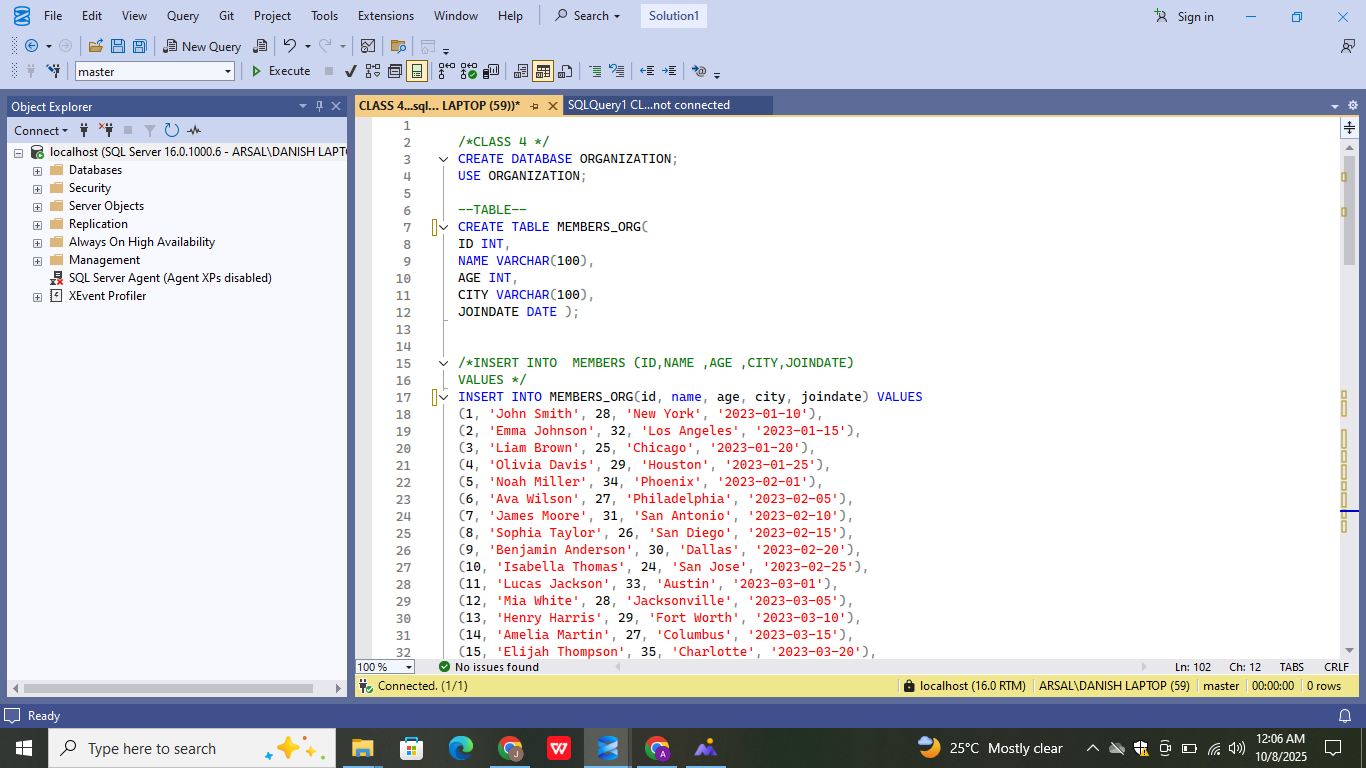 File Edit View Query Git Project Tools Extensions Window Help Search Solution1 Sign in
New Query
master Execute
Object Explorer
Connect
localhost (SQL Server 16.0.1000.6 - ARSAL\DANISH LAPT
Databases
Security
Server Objects
Replication
Always On High Availability
Management
SQL Server Agent (Agent XPs disabled)
XEvent Profiler
CLASS 4...sql... LAPTOP (59))* SQLQuery1 CL...not connected
1
2 /*CLASS 4 */
3 CREATE DATABASE ORGANIZATION;
4 USE ORGANIZATION;
5
6 --TABLE--
7 CREATE TABLE MEMBERS_ORG(
8 ID INT,
9 NAME VARCHAR(100),
10 AGE INT,
11 CITY VARCHAR(100),
12 JOINDATE DATE );
13
14
15 /*INSERT INTO  MEMBERS (ID,NAME ,AGE ,CITY,JOINDATE)
16 VALUES */
17 INSERT INTO MEMBERS_ORG(id, name, age, city, joindate) VALUES
18 (1, 'John Smith', 28, 'New York', '2023-01-10'),
19 (2, 'Emma Johnson', 32, 'Los Angeles', '2023-01-15'),
20 (3, 'Liam Brown', 25, 'Chicago', '2023-01-20'),
21 (4, 'Olivia Davis', 29, 'Houston', '2023-01-25'),
22 (5, 'Noah Miller', 34, 'Phoenix', '2023-02-01'),
23 (6, 'Ava Wilson', 27, 'Philadelphia', '2023-02-05'),
24 (7, 'James Moore', 31, 'San Antonio', '2023-02-10'),
25 (8, 'Sophia Taylor', 26, 'San Diego', '2023-02-15'),
26 (9, 'Benjamin Anderson', 30, 'Dallas', '2023-02-20'),
27 (10, 'Isabella Thomas', 24, 'San Jose', '2023-02-25'),
28 (11, 'Lucas Jackson', 33, 'Austin', '2023-03-01'),
29 (12, 'Mia White', 28, 'Jacksonville', '2023-03-05'),
30 (13, 'Henry Harris', 29, 'Fort Worth', '2023-03-10'),
31 (14, 'Amelia Martin', 27, 'Columbus', '2023-03-15'),
32 (15, 'Elijah Thompson', 35, 'Charlotte', '2023-03-20'),
100 % No issues found Ln: 102 Ch: 12 TABS CRLF
Connected. (1/1) localhost (16.0 RTM) ARSAL\DANISH LAPTOP (59) master 00:00:00 0 rows
Ready
Type here to search 25°C Mostly clear 12:06 AM
10/8/2025